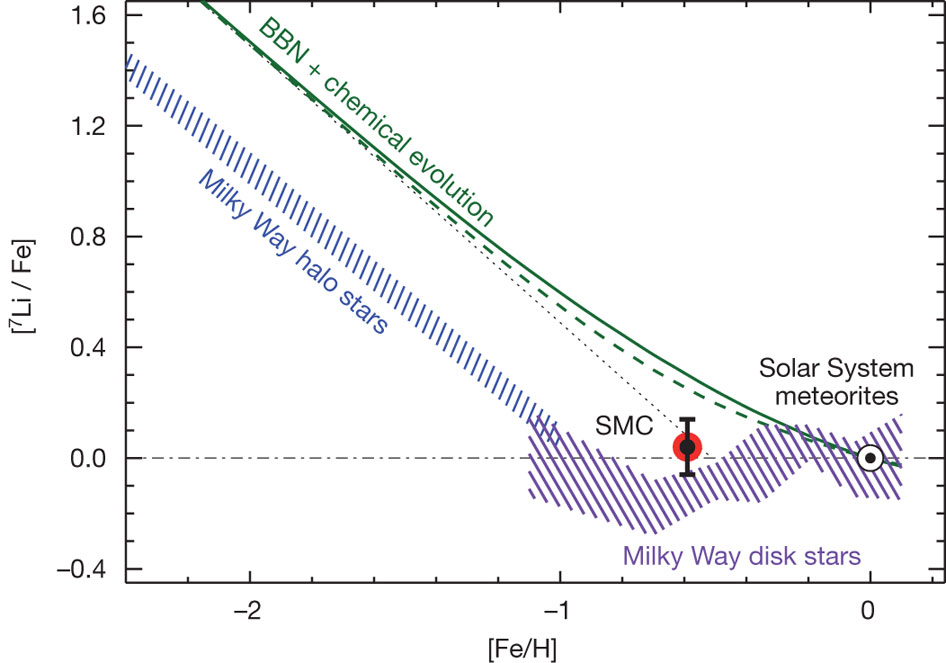 1.6
1.2
0.8
0.4
0.0
−0.4
[⁷Li / Fe]
BBN + chemical evolution
Milky Way halo stars
SMC
Solar System
meteorites
Milky Way disk stars
−2
−1
0
[Fe/H]